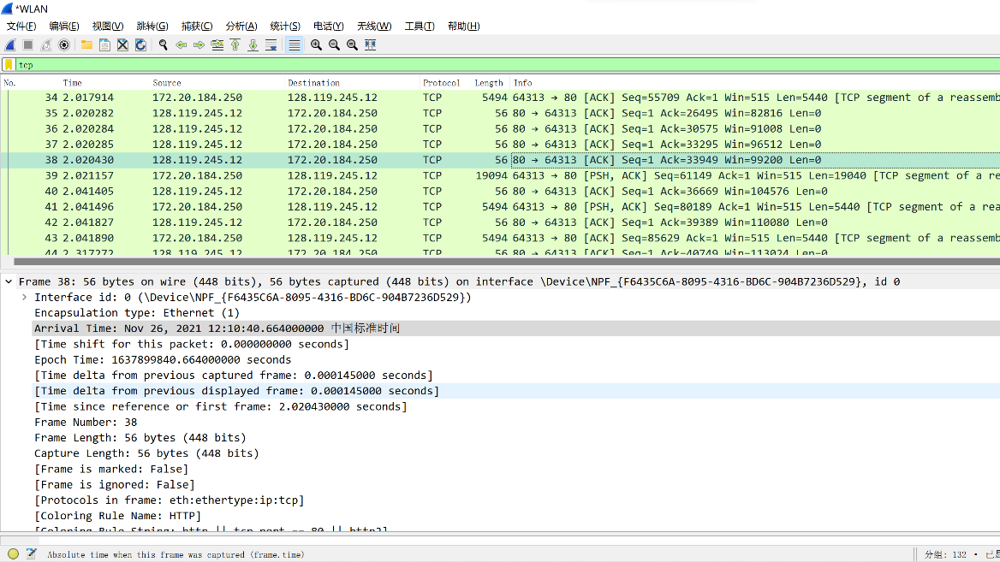 *WLAN
文件(F) 编辑(E) 视图(V) 跳转(G) 捕获(C) 分析(A) 统计(S) 电话(Y) 无线(W) 工具(T) 帮助(H)
tcp
No. Time Source Destination Protocol Length Info
34 2.017914 172.20.184.250 128.119.245.12 TCP 5494 64313 → 80 [ACK] Seq=55709 Ack=1 Win=515 Len=5440 [TCP segment of a reassemb
35 2.020282 128.119.245.12 172.20.184.250 TCP 56 80 → 64313 [ACK] Seq=1 Ack=26495 Win=82816 Len=0
36 2.020284 128.119.245.12 172.20.184.250 TCP 56 80 → 64313 [ACK] Seq=1 Ack=30575 Win=91008 Len=0
37 2.020285 128.119.245.12 172.20.184.250 TCP 56 80 → 64313 [ACK] Seq=1 Ack=33295 Win=96512 Len=0
38 2.020430 128.119.245.12 172.20.184.250 TCP 56 80 → 64313 [ACK] Seq=1 Ack=33949 Win=99200 Len=0
39 2.021157 172.20.184.250 128.119.245.12 TCP 19094 64313 → 80 [PSH, ACK] Seq=61149 Ack=1 Win=515 Len=19040 [TCP segment of a re
40 2.041405 128.119.245.12 172.20.184.250 TCP 56 80 → 64313 [ACK] Seq=1 Ack=36669 Win=104576 Len=0
41 2.041496 172.20.184.250 128.119.245.12 TCP 5494 64313 → 80 [PSH, ACK] Seq=80189 Ack=1 Win=515 Len=5440 [TCP segment of a rea
42 2.041827 128.119.245.12 172.20.184.250 TCP 56 80 → 64313 [ACK] Seq=1 Ack=39389 Win=110080 Len=0
43 2.041890 172.20.184.250 128.119.245.12 TCP 5494 64313 → 80 [ACK] Seq=85629 Ack=1 Win=515 Len=5440 [TCP segment of a reassemb
44 2.317272 128.119.245.12 172.20.184.250 TCP 56 80 → 64313 [ACK] Seq=1 Ack=40749 Win=113024 Len=0
Frame 38: 56 bytes on wire (448 bits), 56 bytes captured (448 bits) on interface \Device\NPF_{F6435C6A-8095-4316-BD6C-904B7236D529}, id 0
Interface id: 0 (\Device\NPF_{F6435C6A-8095-4316-BD6C-904B7236D529})
Encapsulation type: Ethernet (1)
Arrival Time: Nov 26, 2021 12:10:40.664000000 中国标准时间
[Time shift for this packet: 0.000000000 seconds]
Epoch Time: 1637899840.664000000 seconds
[Time delta from previous captured frame: 0.000145000 seconds]
[Time delta from previous displayed frame: 0.000145000 seconds]
[Time since reference or first frame: 2.020430000 seconds]
Frame Number: 38
Frame Length: 56 bytes (448 bits)
Capture Length: 56 bytes (448 bits)
[Frame is marked: False]
[Frame is ignored: False]
[Protocols in frame: eth:ethertype:ip:tcp]
[Coloring Rule Name: HTTP]
[Coloring Rule String: http || tcp.port == 80 || http2]
Absolute time when this frame was captured (frame.time) 分组: 132 · 已显